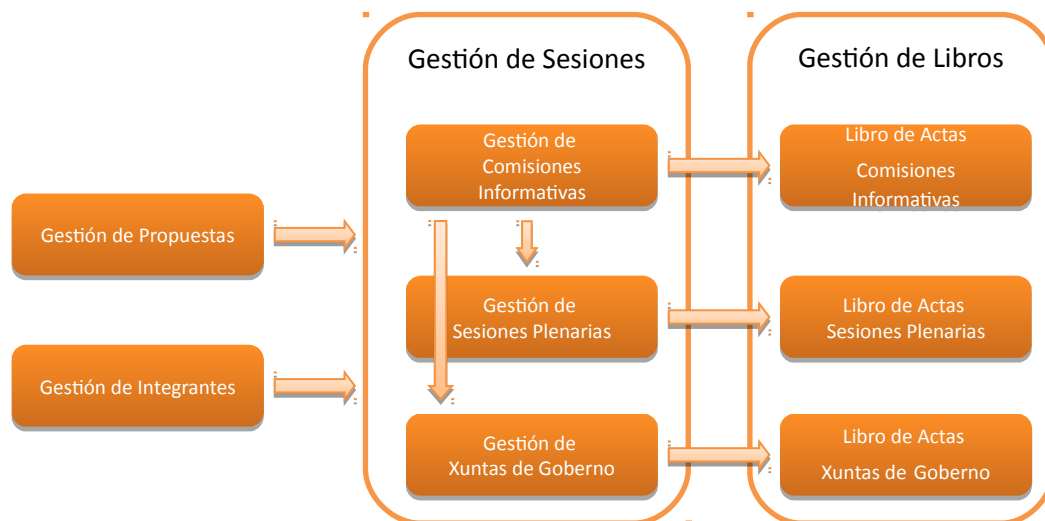 Gestión de Sesiones
Gestión de Libros
Gestión de
Comisiones
Informativas
Libro de Actas
Comisiones
Informativas
Gestión de Propuestas
Gestión de
Sesiones Plenarias
Libro de Actas
Sesiones Plenarias
Gestión de Integrantes
Gestión de
Xuntas de Goberno
Libro de Actas
Xuntas de Goberno